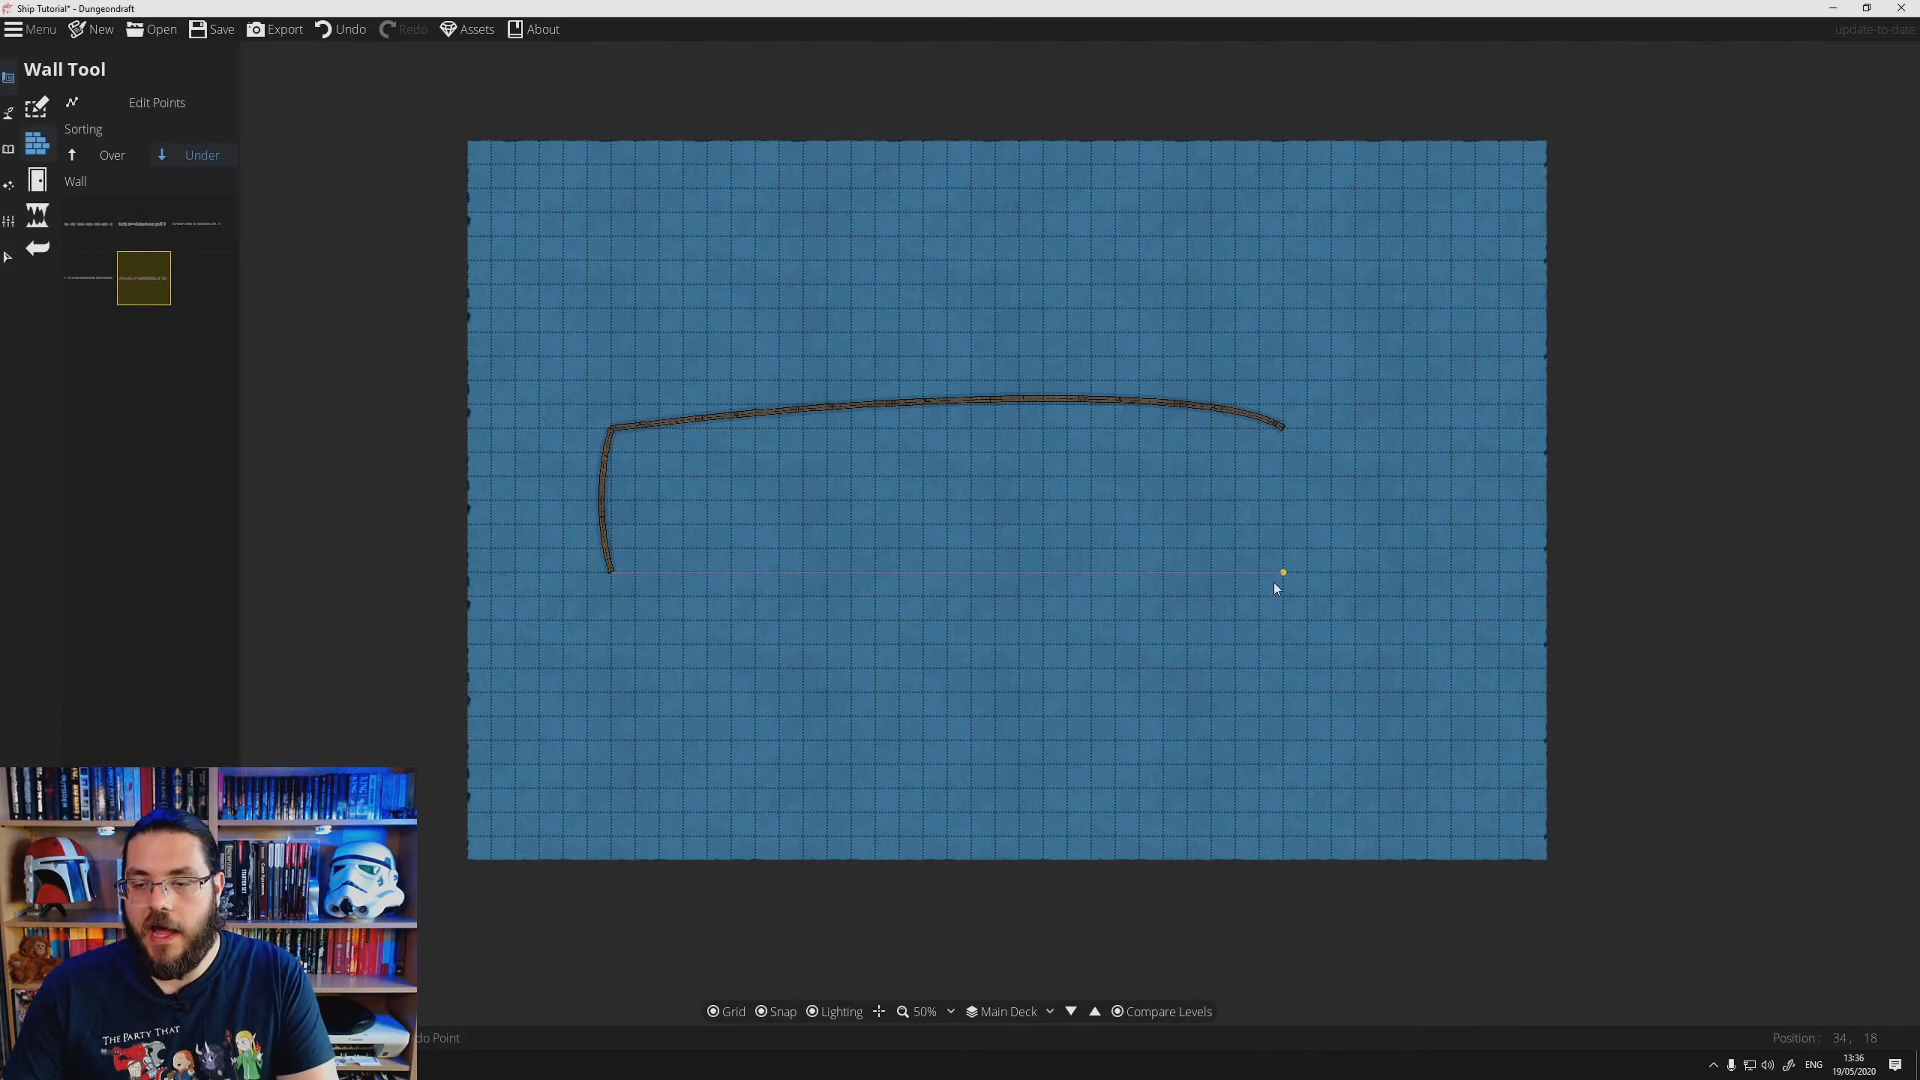 Ship Tutorial* - Dungeondraft
Menu New Open Save Export Undo Redo Assets About
update-to-date
Wall Tool
Edit Points
Sorting
Over Under
Wall
THE PARTY THAT
do Point
Grid Snap Lighting 50% Main Deck Compare Levels
Position : 34, 18
ENG
13:36
19/05/2020